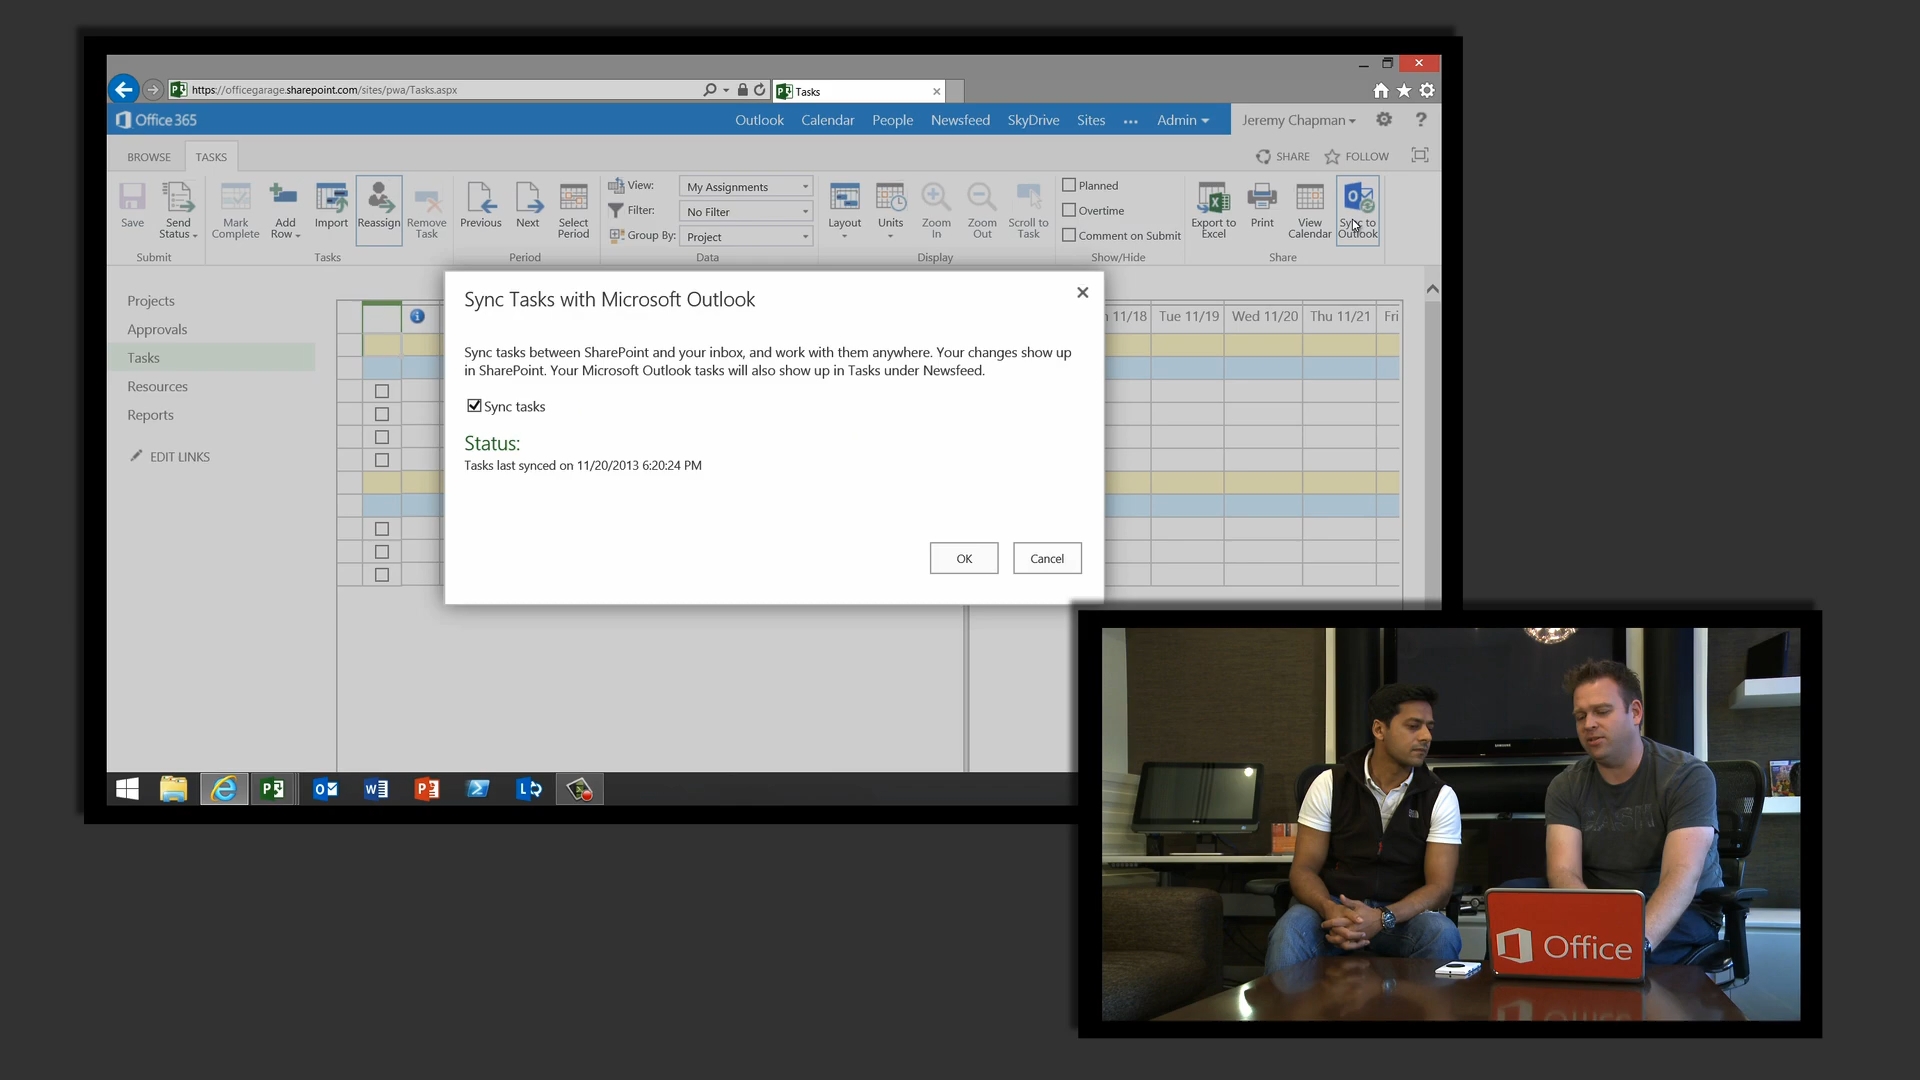 https://officegarage.sharepoint.com/sites/pwa/Tasks.aspx
Tasks
Office 365
Outlook Calendar People Newsfeed SkyDrive Sites ... Admin
Jeremy Chapman ?
BROWSE TASKS
SHARE FOLLOW
Save
Send Status
Submit
Mark Complete
Add Row
Import
Reassign
Remove Task
Tasks
Previous
Next
Select Period
Period
View: My Assignments
Filter: No Filter
Group By: Project
Data
Layout
Units
Zoom In
Zoom Out
Scroll to Task
Display
Planned
Overtime
Comment on Submit
Show/Hide
Export to Excel
Print
View Calendar
Sync to Outlook
Share
Projects
Approvals
Tasks
Resources
Reports
EDIT LINKS
11/18 Tue 11/19 Wed 11/20 Thu 11/21 Fri
Sync Tasks with Microsoft Outlook
Sync tasks between SharePoint and your inbox, and work with them anywhere. Your changes show up
in SharePoint. Your Microsoft Outlook tasks will also show up in Tasks under Newsfeed.
Sync tasks
Status:
Tasks last synced on 11/20/2013 6:20:24 PM
OK Cancel
Office